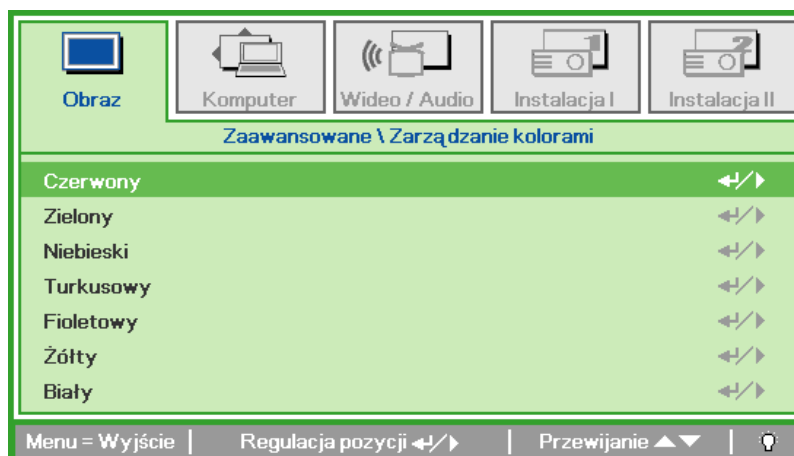 Obraz
Komputer
Wideo / Audio
Instalacja I
Instalacja II
Zaawansowane \ Zarządzanie kolorami
Czerwony
Zielony
Niebieski
Turkusowy
Fioletowy
Żółty
Biały
Menu = Wyjście | Regulacja pozycji ↵/▶ | Przewijanie ▲▼ |